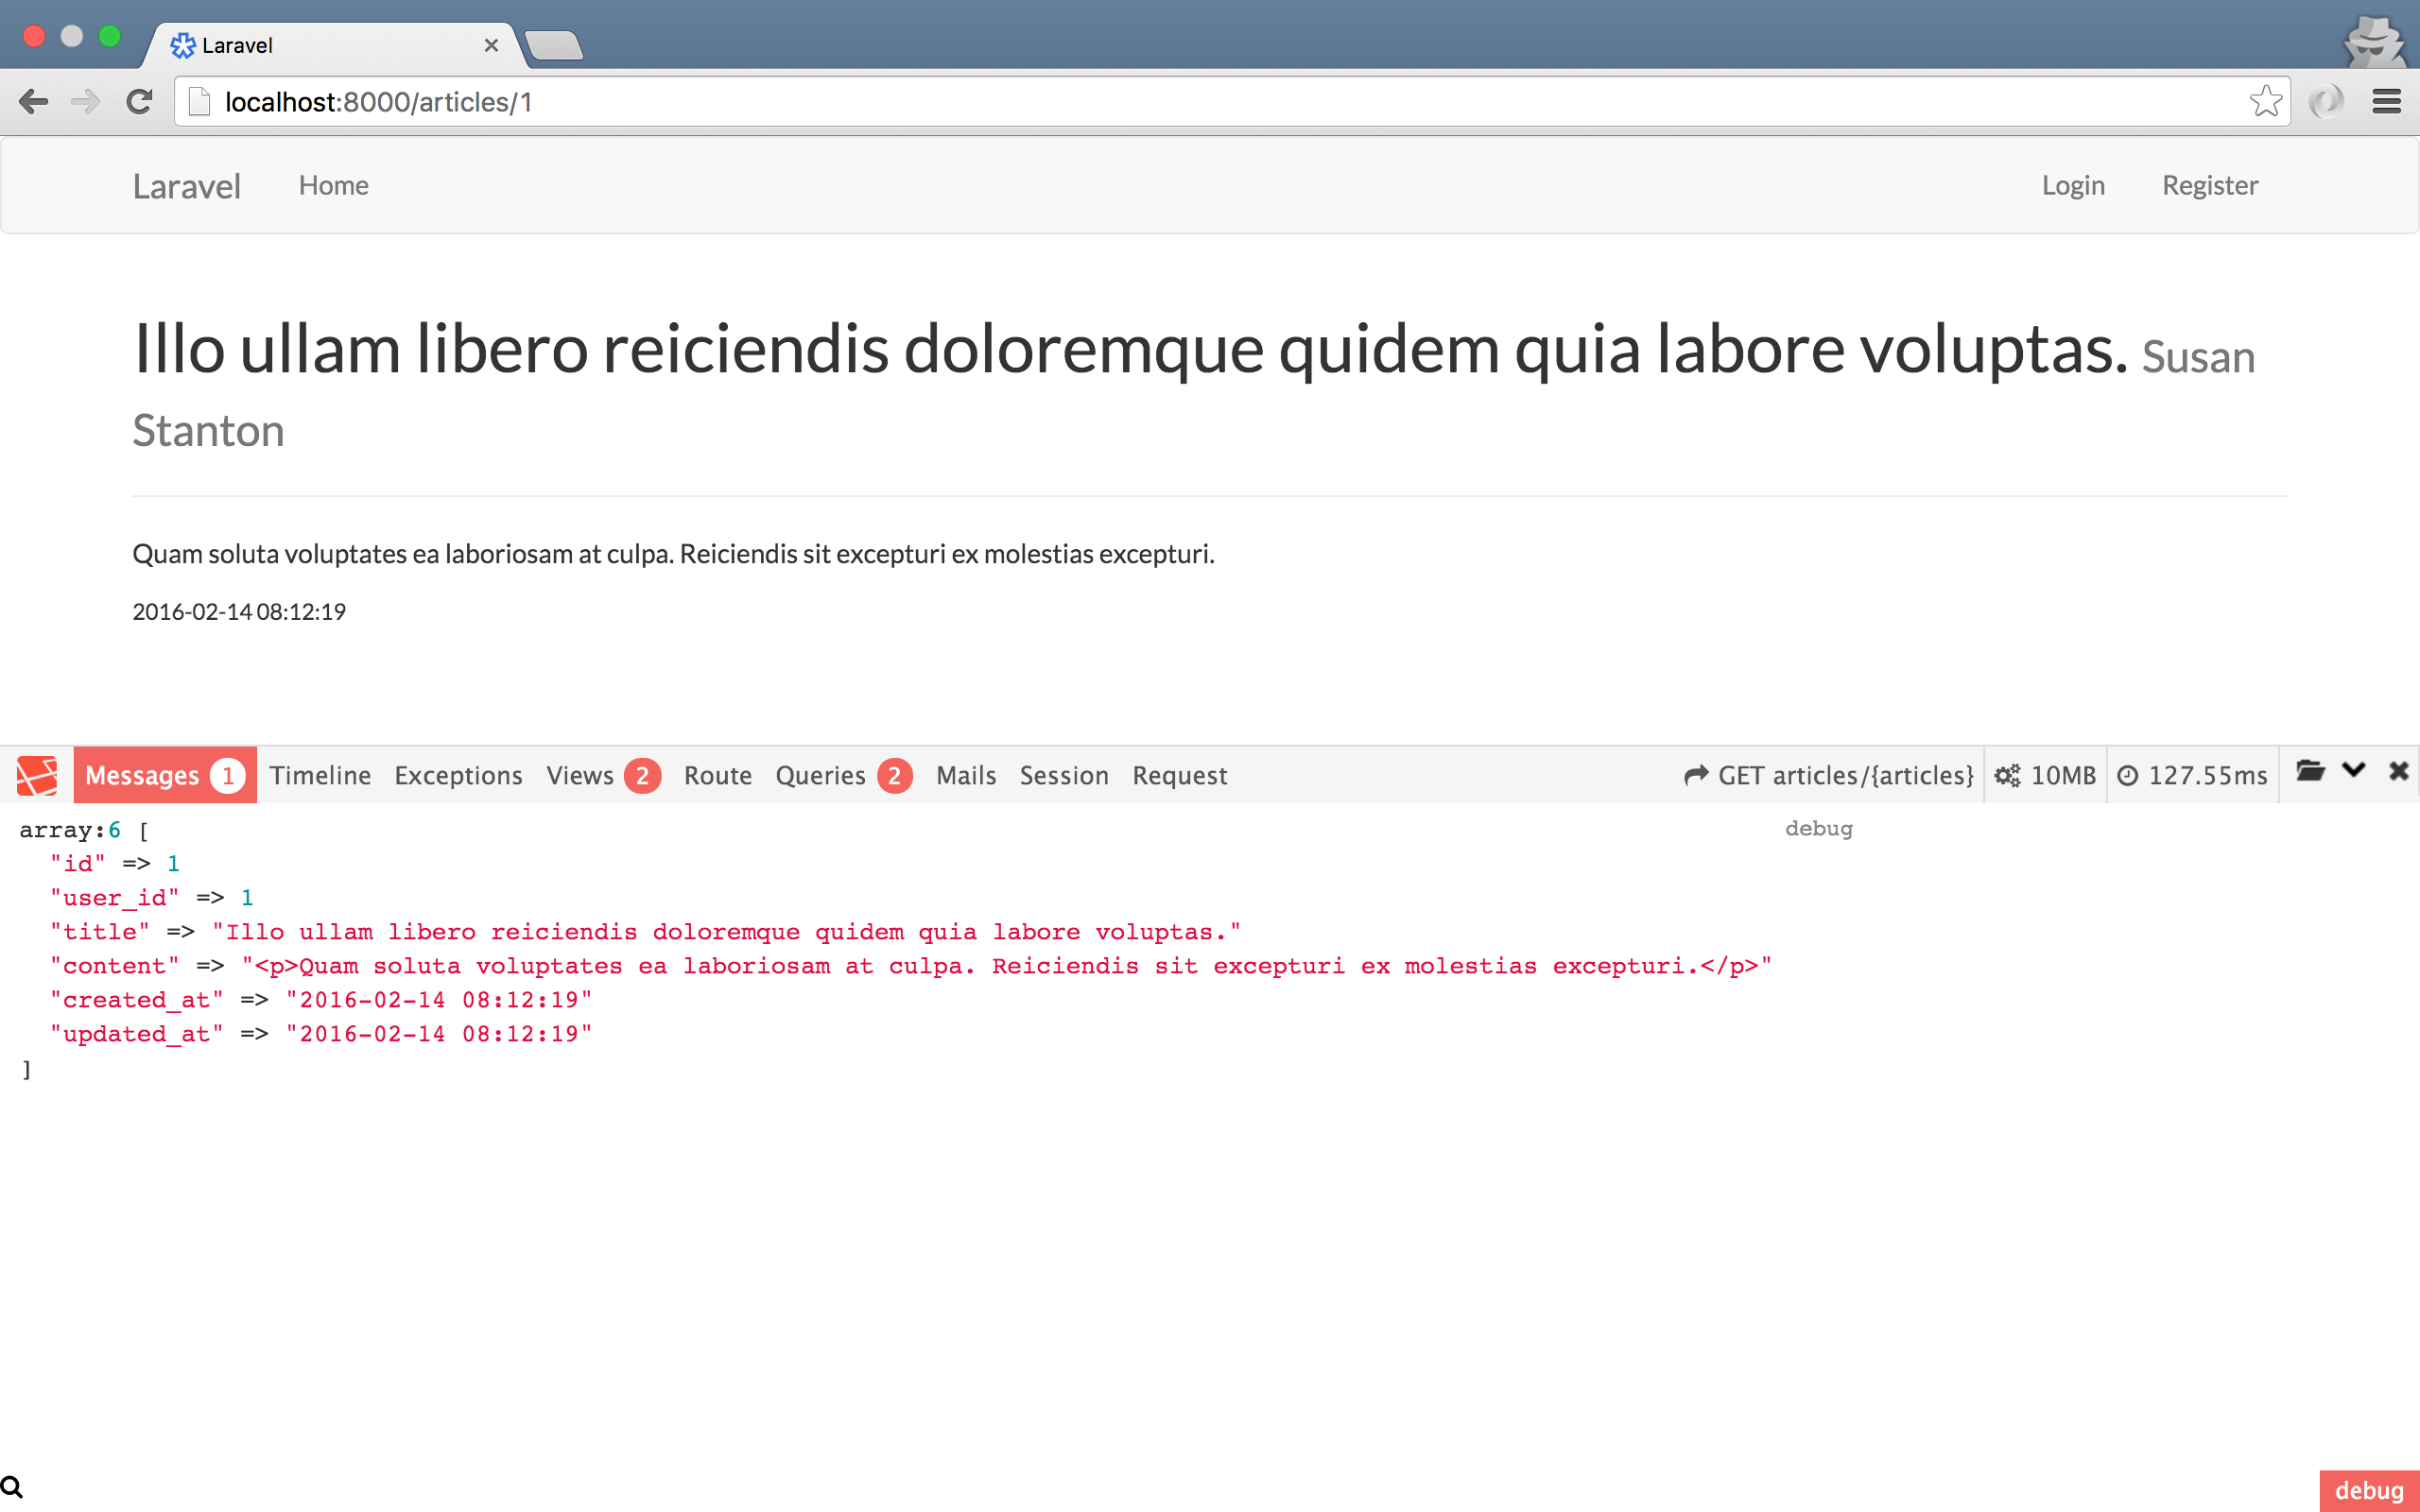 Laravel
localhost:8000/articles/1
Laravel Home Login Register
Illo ullam libero reiciendis doloremque quidem quia labore voluptas. Susan
Stanton
Quam soluta voluptates ea laboriosam at culpa. Reiciendis sit excepturi ex molestias excepturi.
2016-02-14 08:12:19
Messages 1 Timeline Exceptions Views 2 Route Queries 2 Mails Session Request GET articles/{articles} 10MB 127.55ms
array:6 [ debug
"id" => 1
"user_id" => 1
"title" => "Illo ullam libero reiciendis doloremque quidem quia labore voluptas."
"content" => "<p>Quam soluta voluptates ea laboriosam at culpa. Reiciendis sit excepturi ex molestias excepturi.</p>"
"created_at" => "2016-02-14 08:12:19"
"updated_at" => "2016-02-14 08:12:19"
]
debug